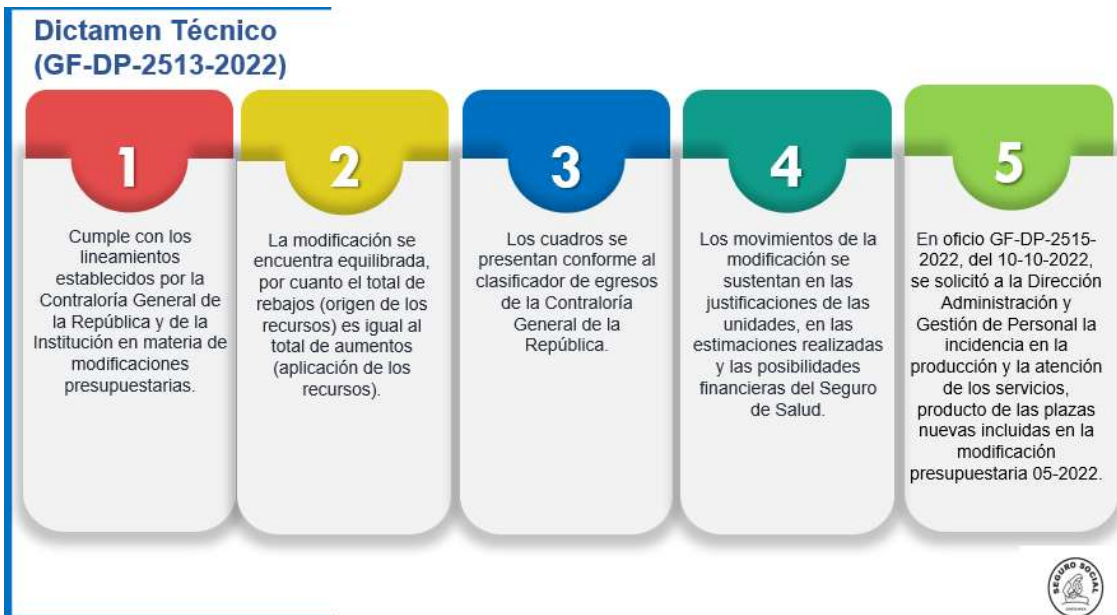 Dictamen Técnico
(GF-DP-2513-2022)
1
Cumple con los
lineamientos
establecidos por la
Contraloría General de
la República y de la
Institución en materia de
modificaciones
presupuestarias.
2
La modificación se
encuentra equilibrada,
por cuanto el total de
rebajos (origen de los
recursos) es igual al
total de aumentos
(aplicación de los
recursos).
3
Los cuadros se
presentan conforme al
clasificador de egresos
de la Contraloría
General de la
República.
4
Los movimientos de la
modificación se
sustentan en las
justificaciones de las
unidades, en las
estimaciones realizadas
y las posibilidades
financieras del Seguro
de Salud.
5
En oficio GF-DP-2515-
2022, del 10-10-2022,
se solicitó a la Dirección
Administración y
Gestión de Personal la
incidencia en la
producción y la atención
de los servicios,
producto de las plazas
nuevas incluidas en la
modificación
presupuestaria 05-2022.
SEGURO SOCIAL